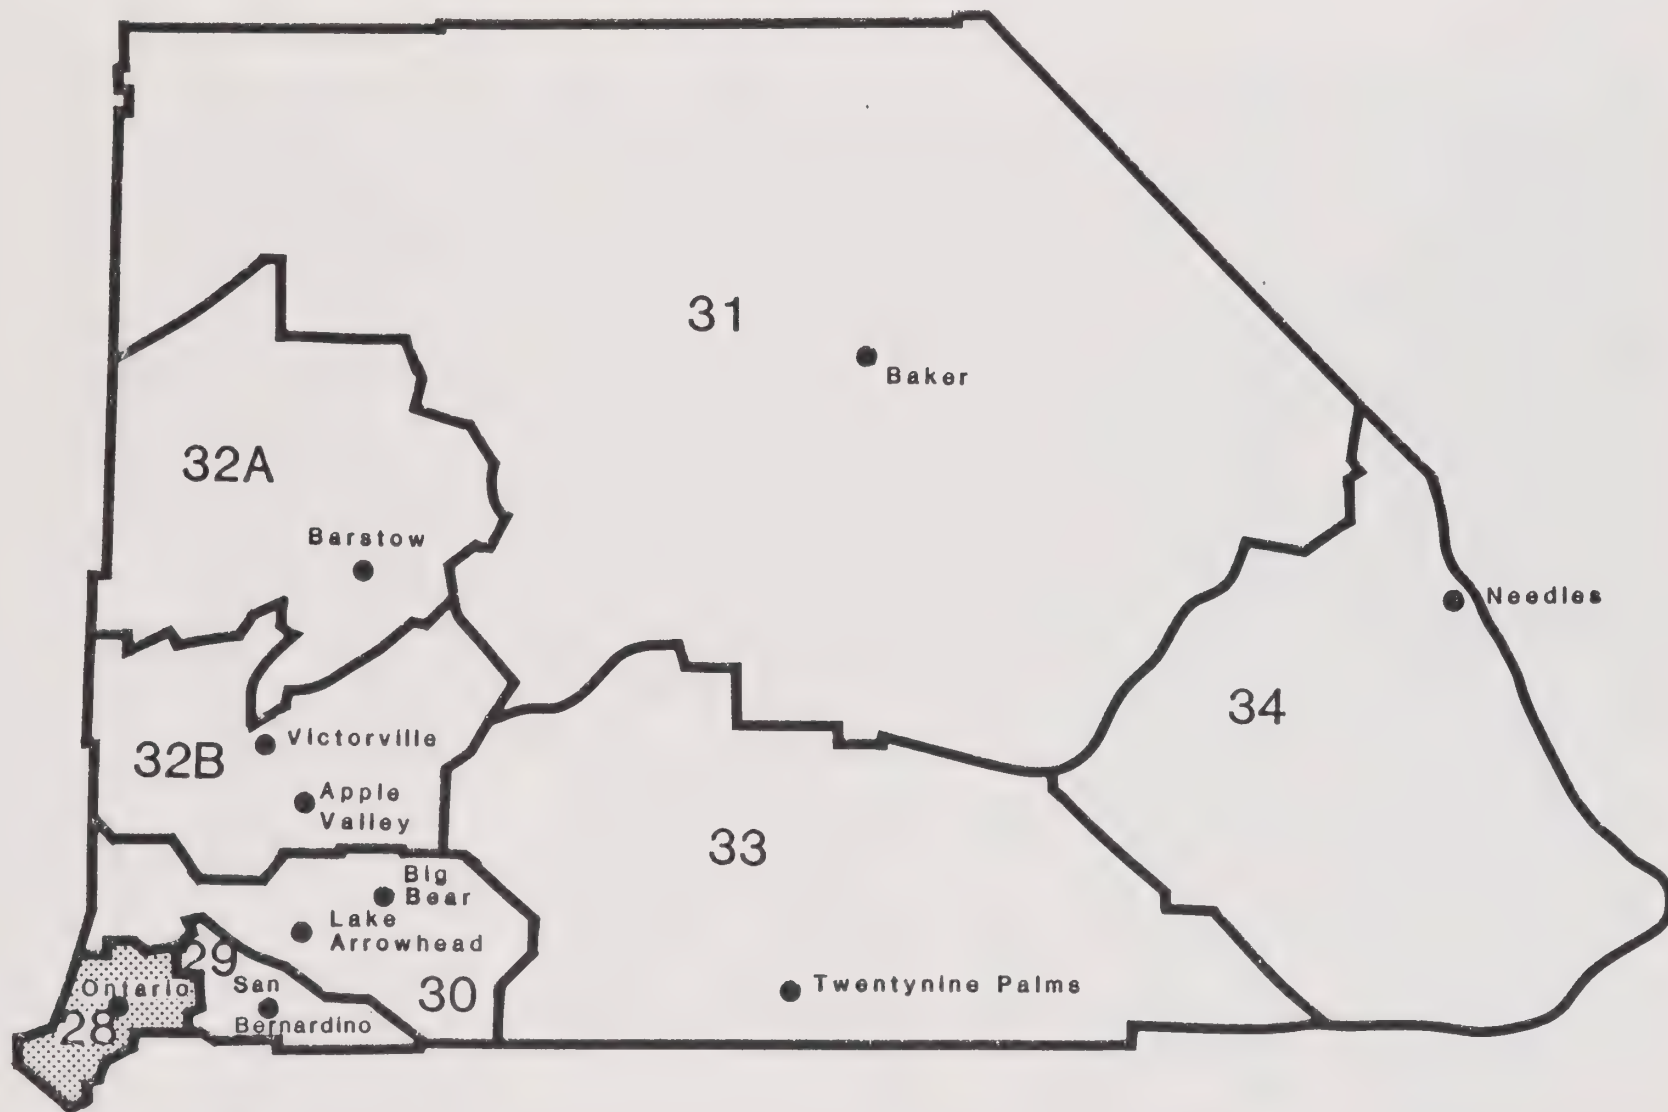 31
Baker
32A
Barstow
Needles
34
Victorville
32B
Apple
Valley
33
Big
Bear
Lake
Arrowhead
29
San
Bernardino
30
Twentynine Palms
Ontario
28